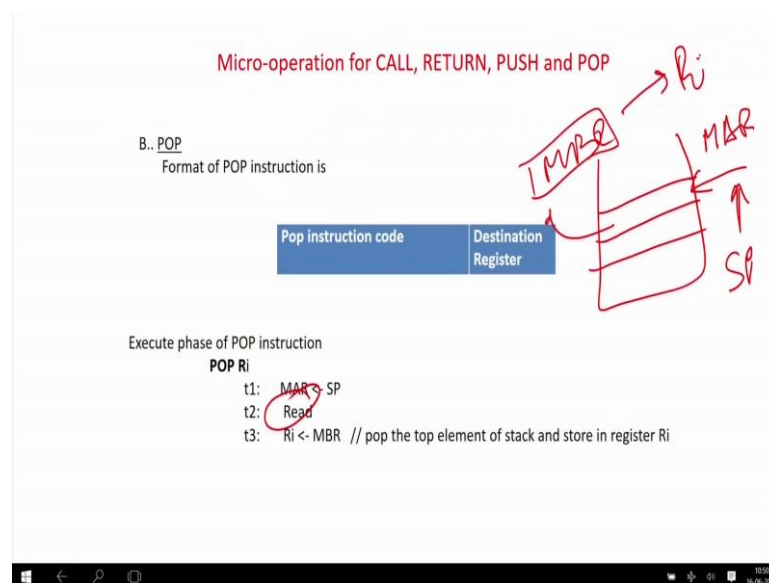 Micro-operation for CALL, RETURN, PUSH and POP
Ri
MAR
B.. POP
Format of POP instruction is
MBR
Pop instruction code
Destination
Register
SP
Execute phase of POP instruction
POP Ri
t1: MAR <- SP
t2: Read
t3: Ri <- MBR // pop the top element of stack and store in register Ri
10:50